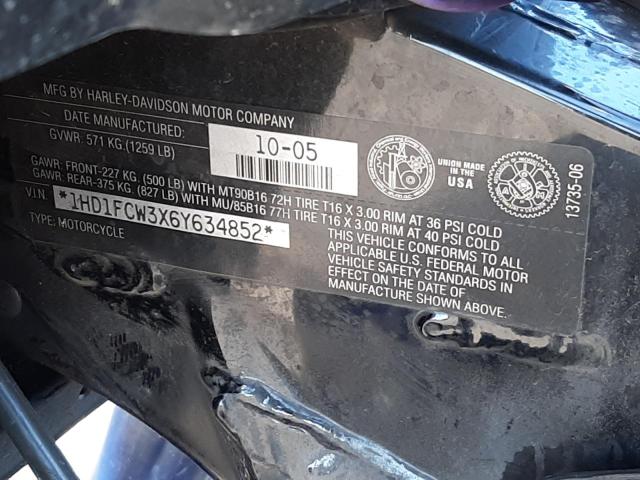 MFG BY HARLEY-DAVIDSON MOTOR COMPANY
DATE MANUFACTURED: 10-05
GVWR: 571 KG.(1259 LB)
GAWR: FRONT-227 KG. (500 LB) WITH MT90B16 72H TIRE T16 X 3.00 RIM AT 36 PSI COLD
GAWR: REAR-375 KG. (827 LB) WITH MU/85B16 77H TIRE T16 X 3.00 RIM AT 40 PSI COLD
V.I.N. *1HD1FCW3X6Y634852*
TYPE: MOTORCYCLE
THIS VEHICLE CONFORMS TO ALL
APPLICABLE U.S. FEDERAL MOTOR
VEHICLE SAFETY STANDARDS IN
EFFECT ON THE DATE OF
MANUFACTURE SHOWN ABOVE.
UNION MADE
IN THE
USA
13735-06